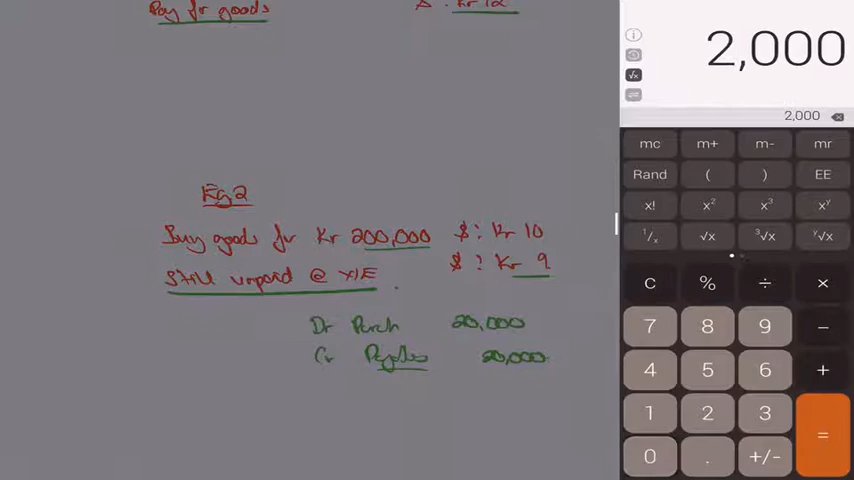 Pay for goods $ : Kr 12
Eg 2
Buy goods for Kr 200,000 $ : Kr 10
Still unpaid @ Y/E $ : Kr 9
Dr Purch 20,000
Cr Payables 20,000
2,000
2,000
mc m+ m- mr
Rand ( ) EE
x! x² x³ xʸ
¹/x √x ³√x ʸ√x
C % ÷ ×
7 8 9 −
4 5 6 +
1 2 3 =
0 . +/-